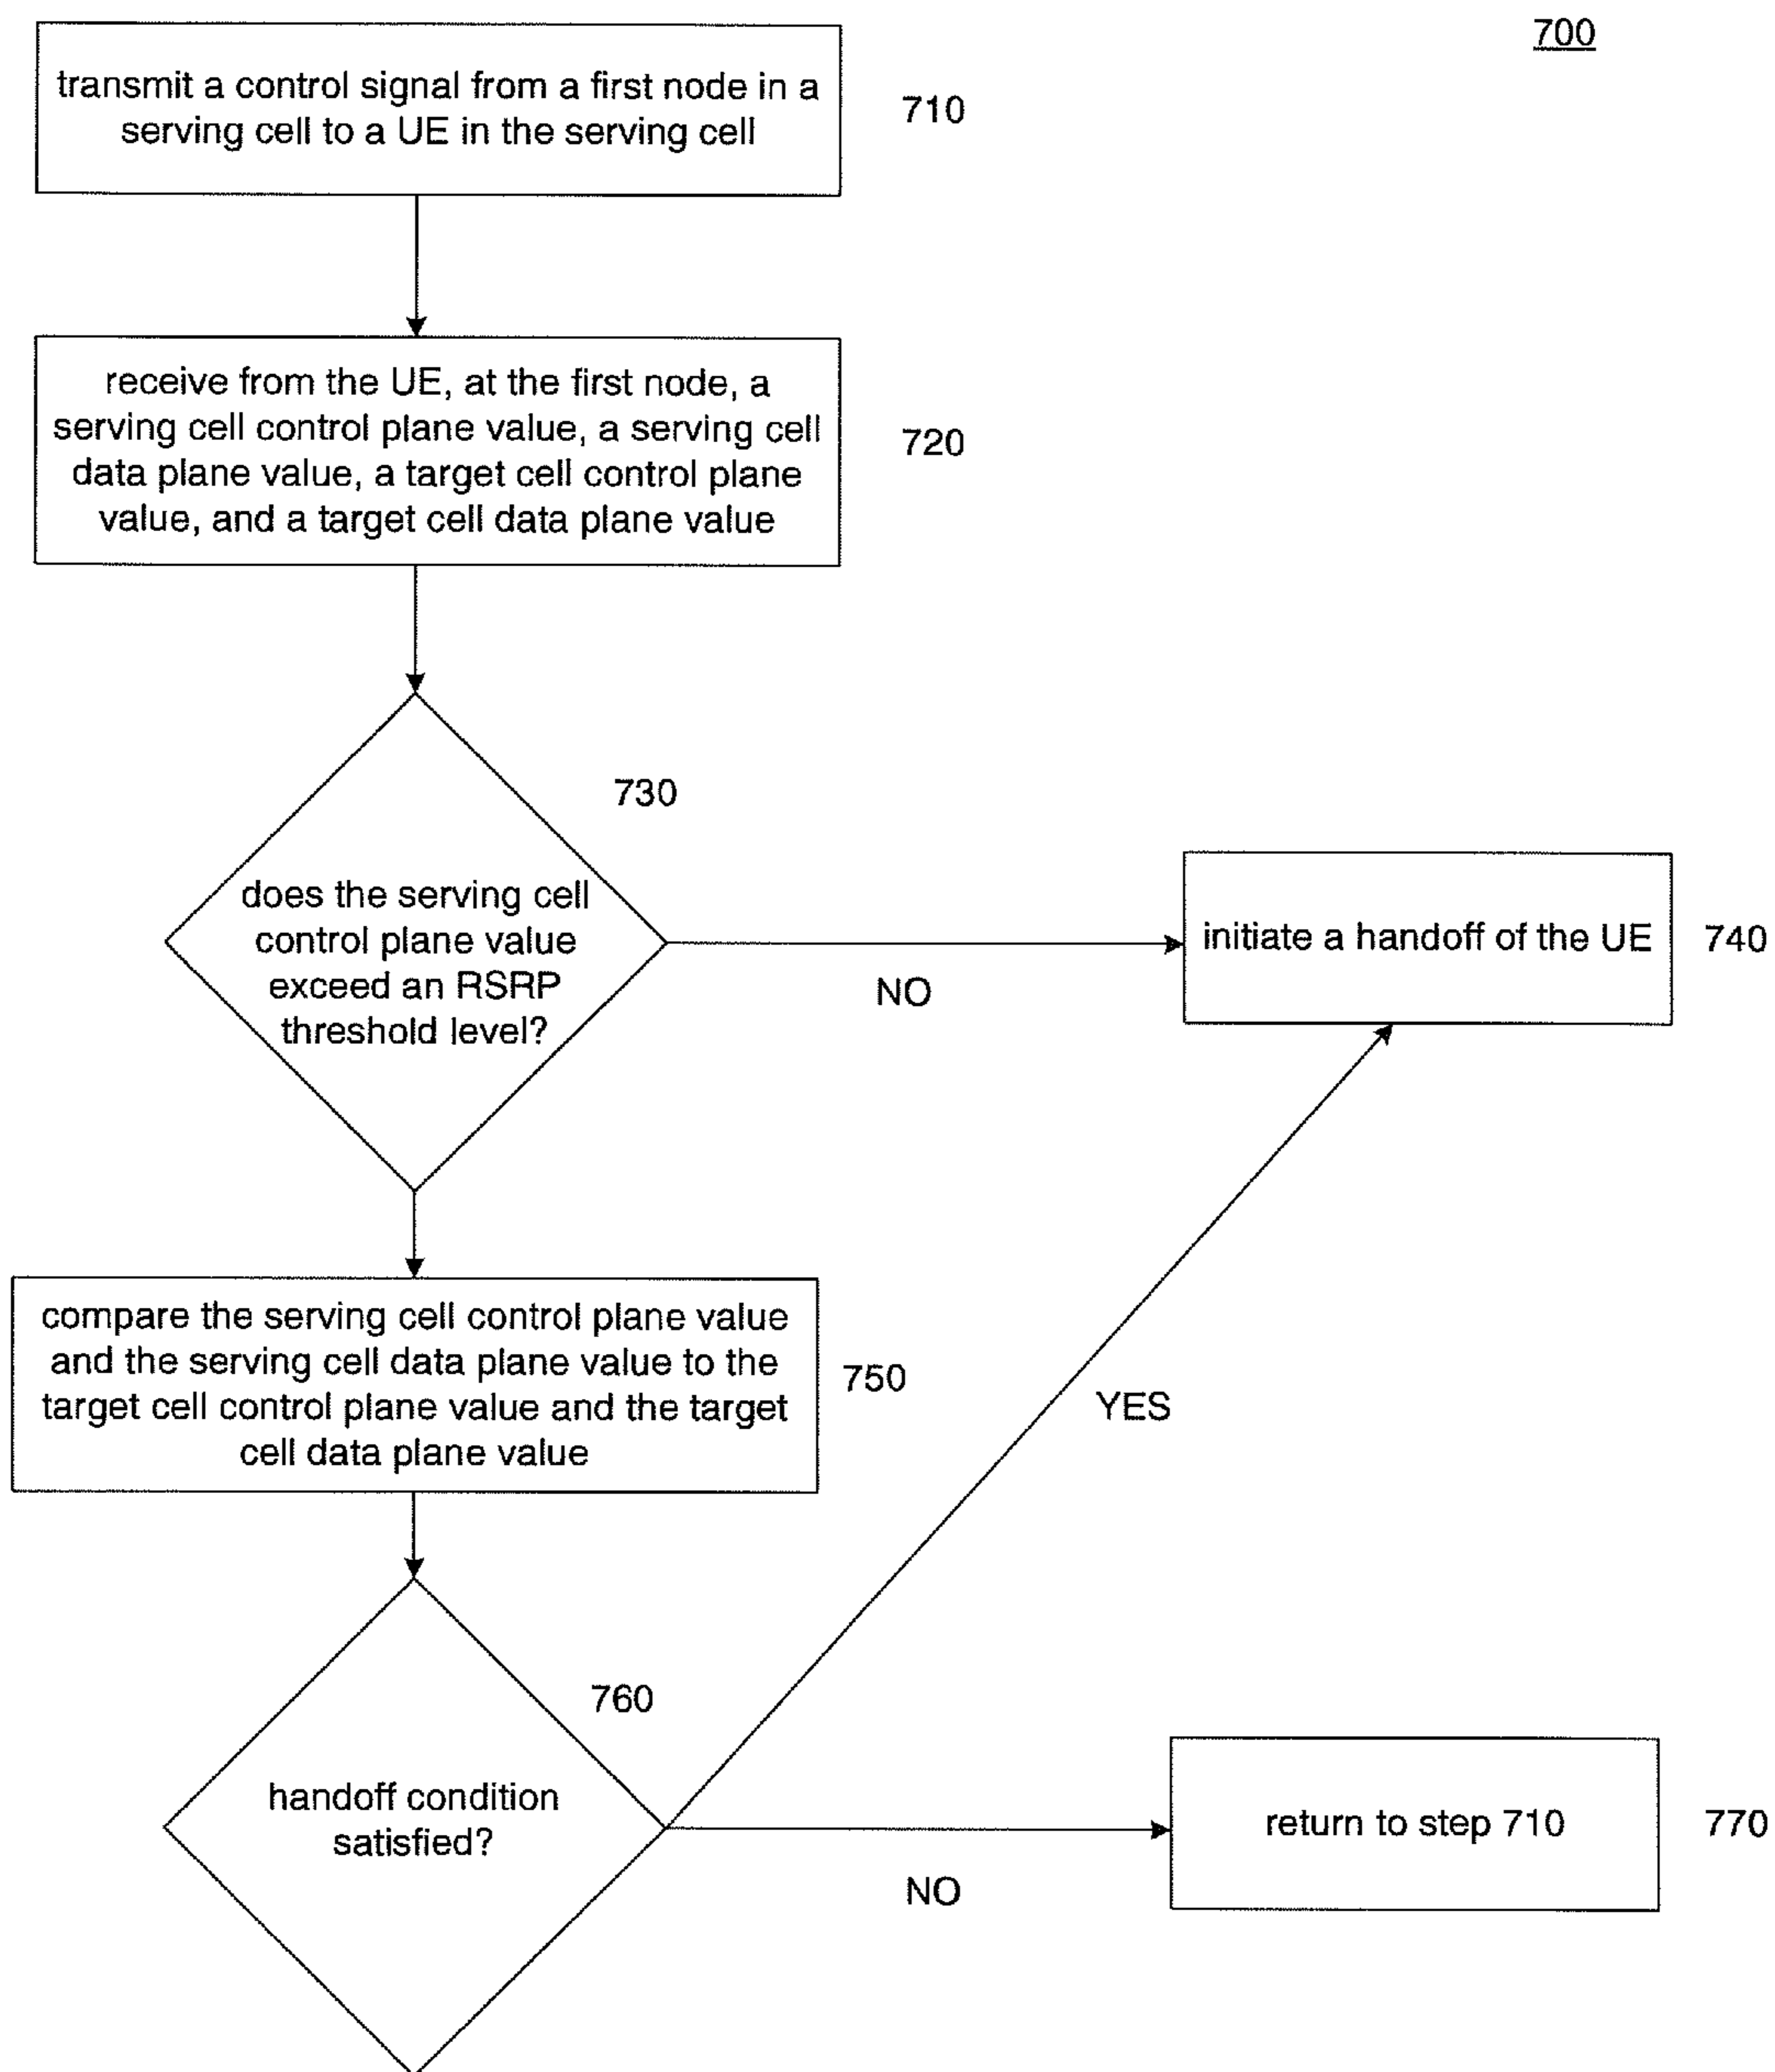 700
transmit a control signal from a first node in a
serving cell to a UE in the serving cell
710
receive from the UE, at the first node, a
serving cell control plane value, a serving cell
data plane value, a target cell control plane
value, and a target cell data plane value
720
730
does the serving cell
control plane value
exceed an RSRP
threshold level?
NO
initiate a handoff of the UE
740
compare the serving cell control plane value
and the serving cell data plane value to the
target cell control plane value and the target
cell data plane value
750
YES
760
handoff condition
satisfied?
NO
return to step 710
770